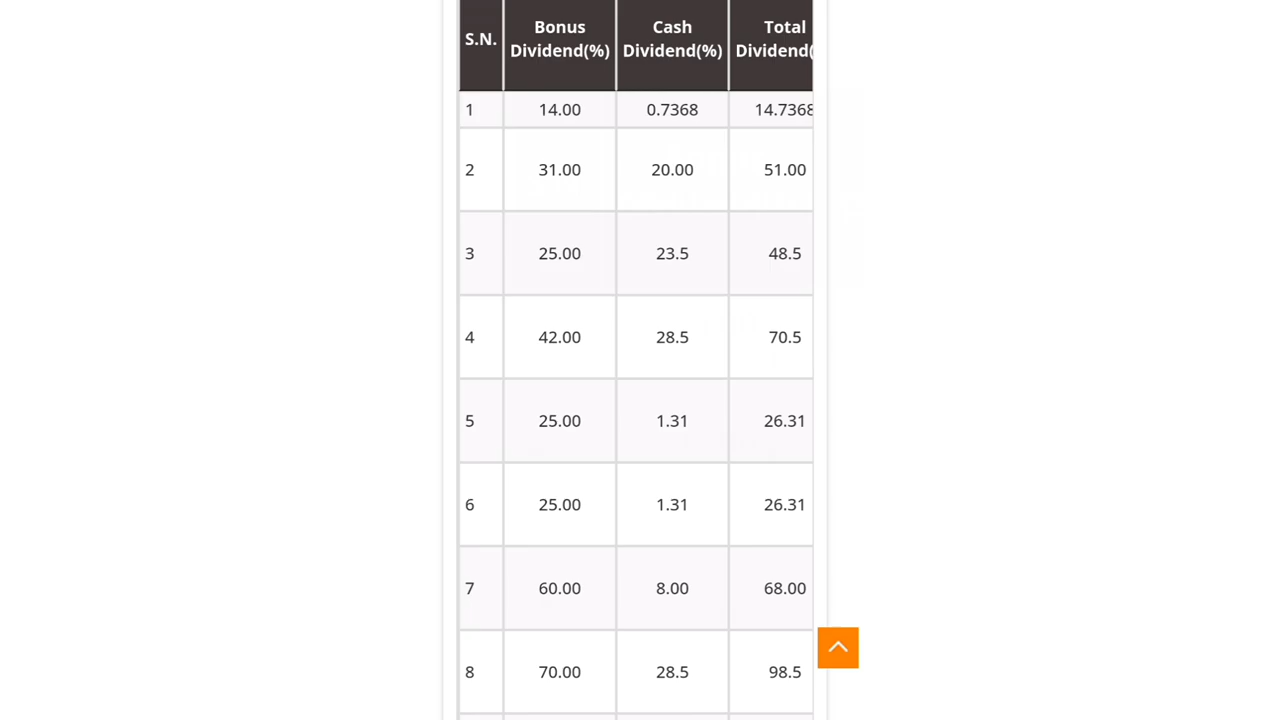 S.N. Bonus Dividend(%) Cash Dividend(%) Total Dividend(
1 14.00 0.7368 14.7368
2 31.00 20.00 51.00
3 25.00 23.5 48.5
4 42.00 28.5 70.5
5 25.00 1.31 26.31
6 25.00 1.31 26.31
7 60.00 8.00 68.00
8 70.00 28.5 98.5